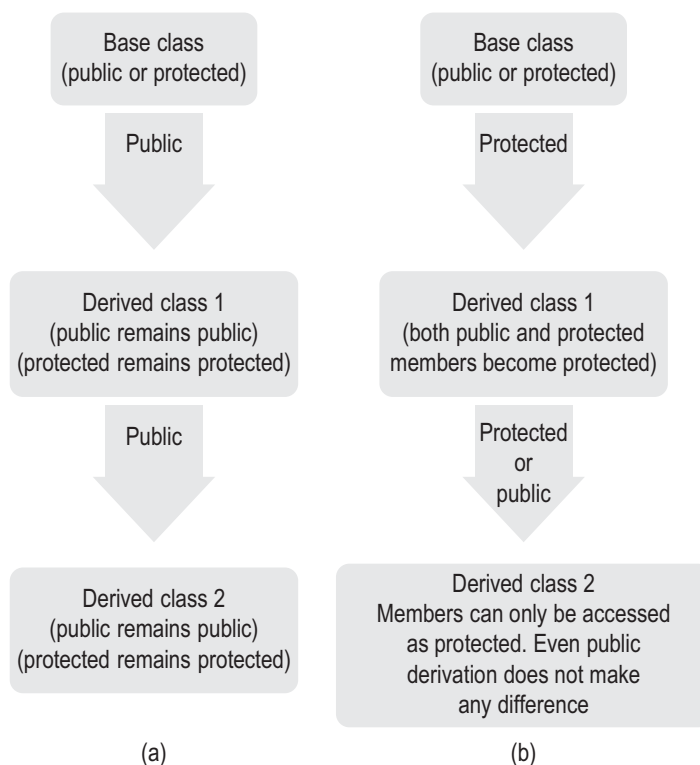 Base class
(public or protected)
Public
Derived class 1
(public remains public)
(protected remains protected)
Public
Derived class 2
(public remains public)
(protected remains protected)
(a)
Base class
(public or protected)
Protected
Derived class 1
(both public and protected
members become protected)
Protected
or
public
Derived class 2
Members can only be accessed
as protected. Even public
derivation does not make
any difference
(b)